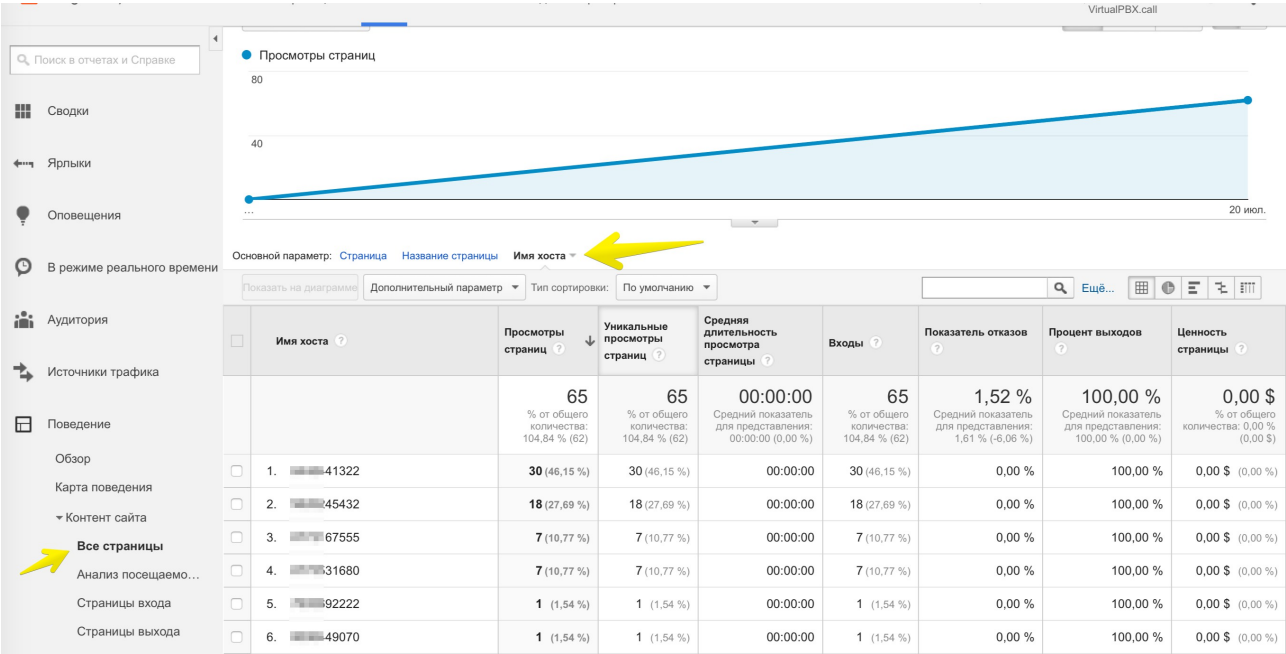 VirtualPBX.call
Поиск в отчетах и Справке
Сводки
Ярлыки
Оповещения
В режиме реального времени
Аудитория
Источники трафика
Поведение
Обзор
Карта поведения
Контент сайта
Все страницы
Анализ посещаемо...
Страницы входа
Страницы выхода
Просмотры страниц
80
40
...
20 июл.
Основной параметр: Страница Название страницы Имя хоста
Показать на диаграмме Дополнительный параметр Тип сортировки: По умолчанию Ещё...
Имя хоста ?
Просмотры страниц ?
Уникальные просмотры страниц ?
Средняя длительность просмотра страницы ?
Входы ?
Показатель отказов ?
Процент выходов ?
Ценность страницы ?
65 % от общего количества: 104,84 % (62)
65 % от общего количества: 104,84 % (62)
00:00:00 Средний показатель для представления: 00:00:00 (0,00 %)
65 % от общего количества: 104,84 % (62)
1,52 % Средний показатель для представления: 1,61 % (-6,06 %)
100,00 % Средний показатель для представления: 100,00 % (0,00 %)
0,00 $ % от общего количества: 0,00 % (0,00 $)
1. 41322 30 (46,15 %) 30 (46,15 %) 00:00:00 30 (46,15 %) 0,00 % 100,00 % 0,00 $ (0,00 %)
2. 45432 18 (27,69 %) 18 (27,69 %) 00:00:00 18 (27,69 %) 0,00 % 100,00 % 0,00 $ (0,00 %)
3. 67555 7 (10,77 %) 7 (10,77 %) 00:00:00 7 (10,77 %) 0,00 % 100,00 % 0,00 $ (0,00 %)
4. 31680 7 (10,77 %) 7 (10,77 %) 00:00:00 7 (10,77 %) 0,00 % 100,00 % 0,00 $ (0,00 %)
5. 92222 1 (1,54 %) 1 (1,54 %) 00:00:00 1 (1,54 %) 0,00 % 100,00 % 0,00 $ (0,00 %)
6. 49070 1 (1,54 %) 1 (1,54 %) 00:00:00 1 (1,54 %) 0,00 % 100,00 % 0,00 $ (0,00 %)